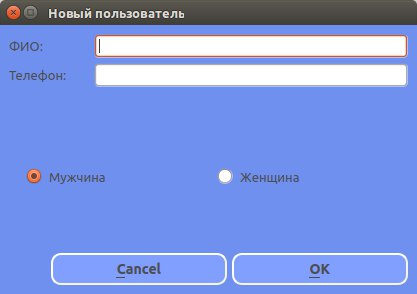 Новый пользователь
ФИО:
Телефон:
Мужчина Женщина
Cancel OK